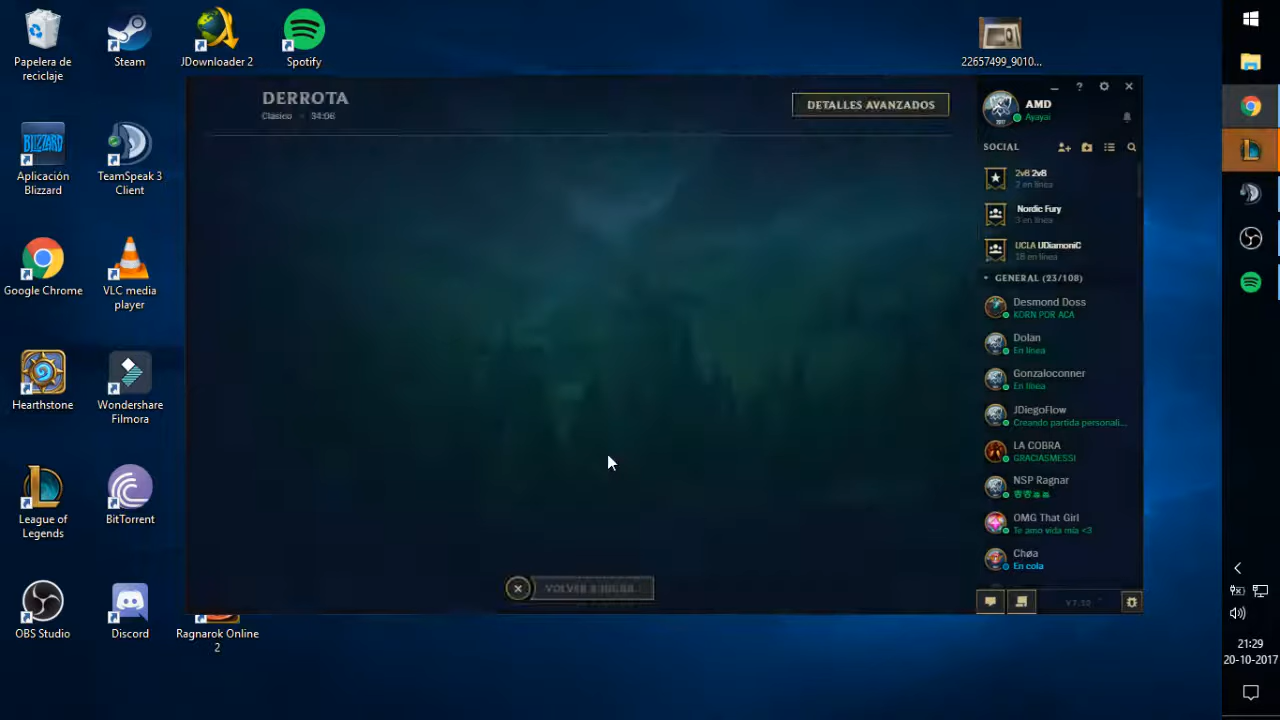 Papelera de
reciclaje
Steam
JDownloader 2
Spotify
22657499_9010...
Aplicación
Blizzard
TeamSpeak 3
Client
Google Chrome
VLC media
player
Hearthstone
Wondershare
Filmora
League of
Legends
BitTorrent
OBS Studio
Discord
Ragnarok Online
2
BLIZZARD
DERROTA
Clasico 34:06
DETALLES AVANZADOS
VOLVER A JUGAR
AMD
Ayayai
SOCIAL
2v8 2v8
2 en línea
Nordic Fury
3 en línea
UCLA UDiamoniC
18 en línea
GENERAL (23/108)
Desmond Doss
KORN POR ACA
Dolan
En línea
Gonzaloconner
En línea
JDiegoFlow
Creando partida personali...
LA COBRA
GRACIASMESSI
NSP Ragnar
OMG That Girl
Te amo vida mía <3
Chøa
En cola
21:29
20-10-2017